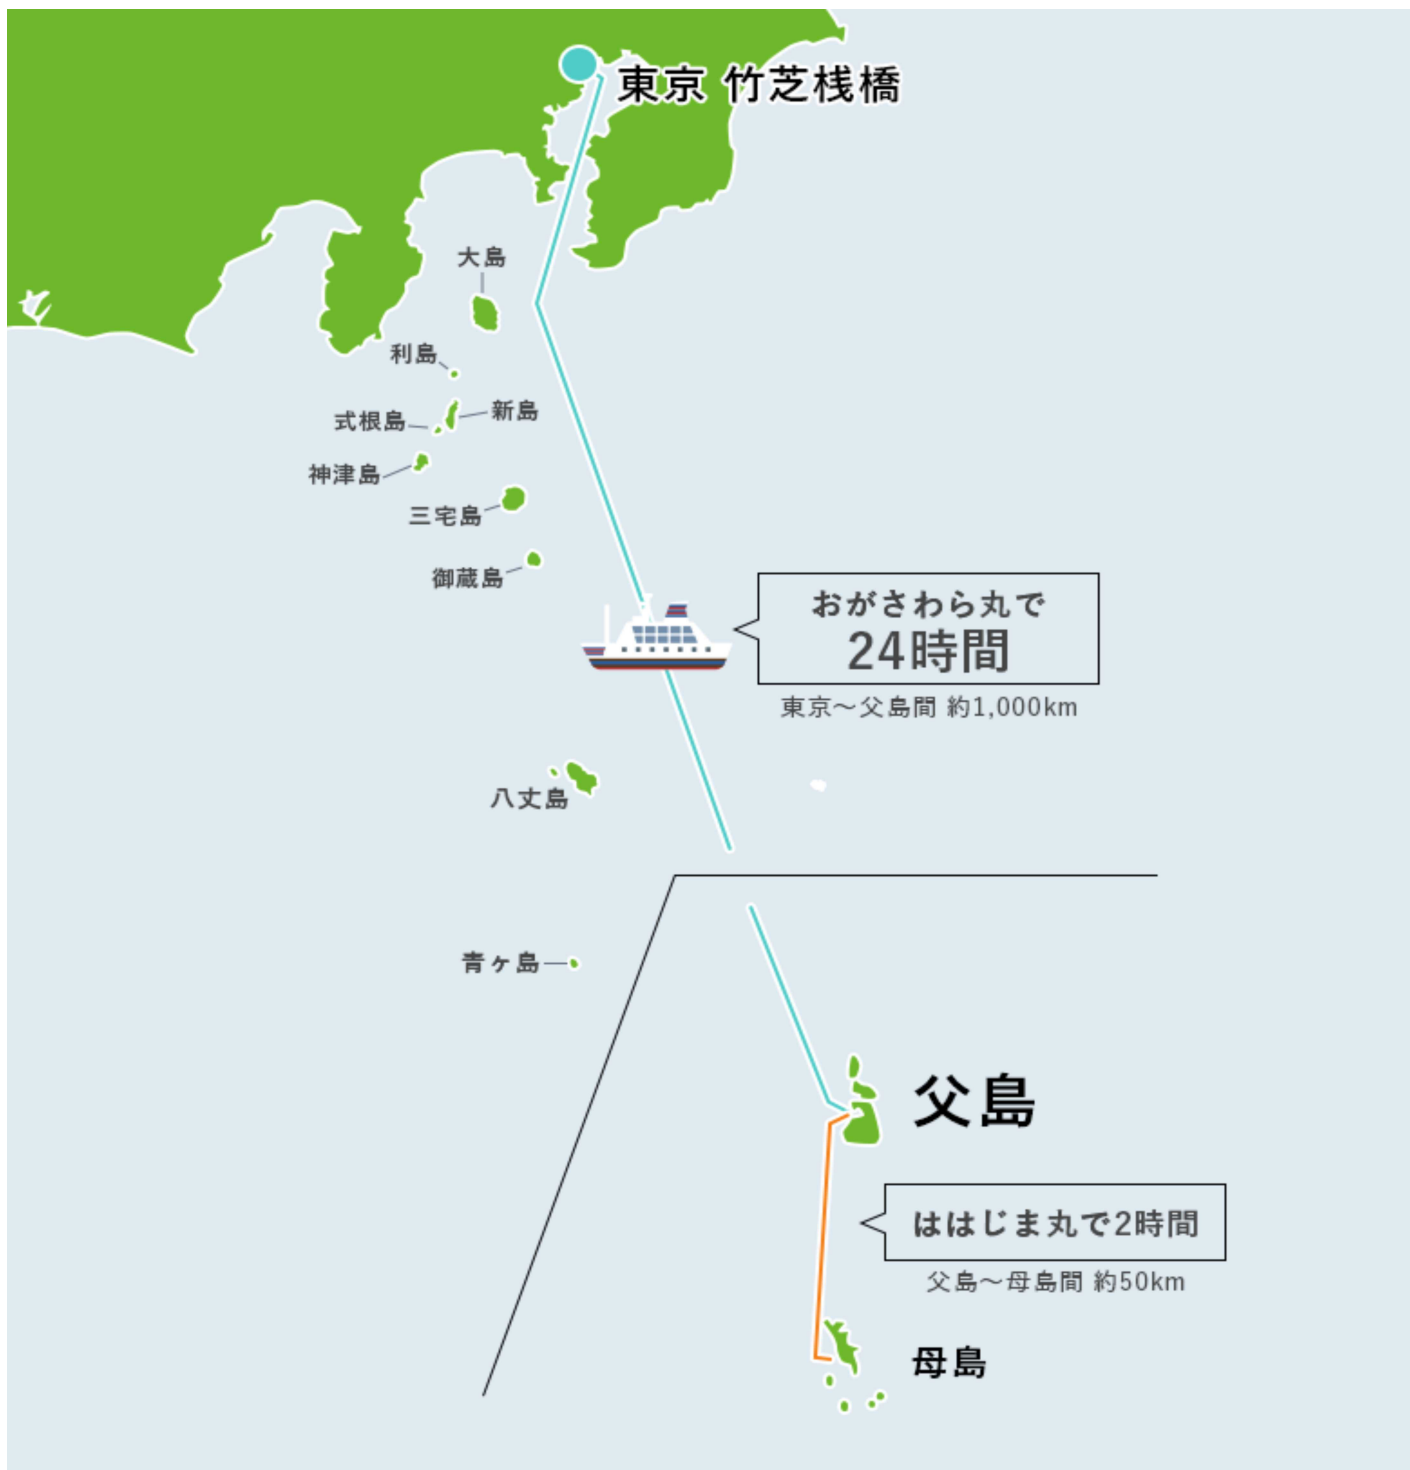 東京 竹芝桟橋
大島
利島
新島
式根島
神津島
三宅島
御蔵島
おがさわら丸で
24時間
東京～父島間 約1,000km
八丈島
青ヶ島
父島
ははじま丸で2時間
父島～母島間 約50km
母島